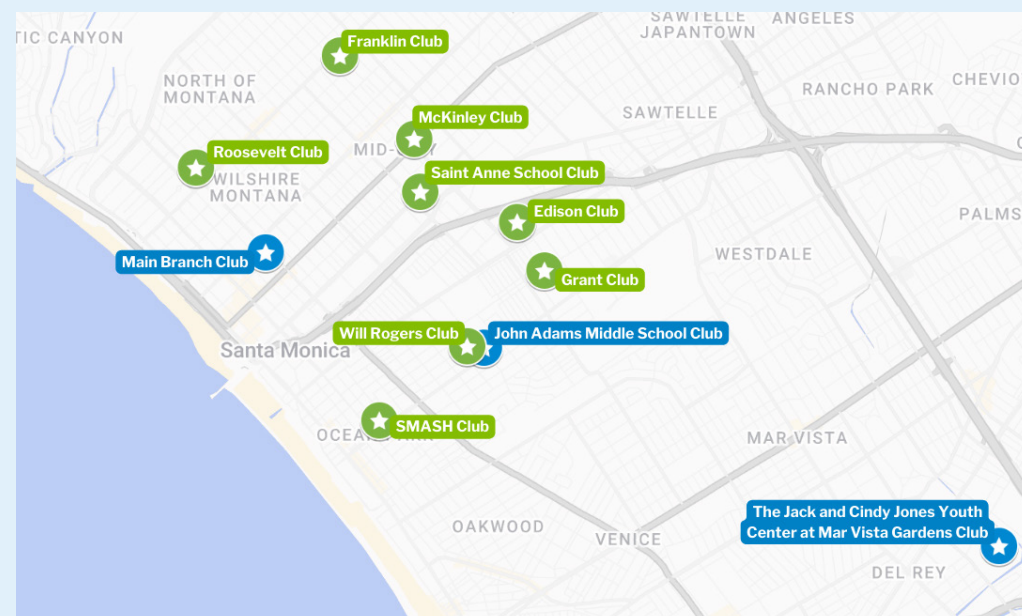 TIC CANYON
SAWTELLE
JAPANTOWN
ANGELES
Franklin Club
NORTH OF
MONTANA
RANCHO PARK
CHEVIO
McKinley Club
SAWTELLE
Roosevelt Club
MID-
Saint Anne School Club
WILSHIRE
MONTANA
Edison Club
PALMS
Main Branch Club
WESTDALE
Grant Club
Will Rogers Club
John Adams Middle School Club
Santa Monica
SMASH Club
MAR VISTA
The Jack and Cindy Jones Youth
Center at Mar Vista Gardens Club
OAKWOOD
VENICE
DEL REY